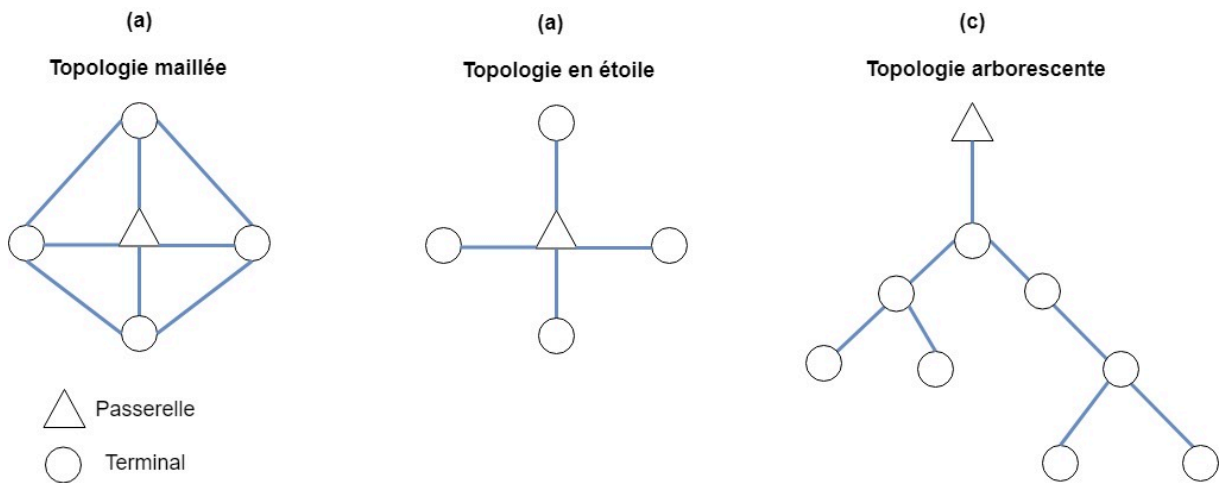 (a)
Topologie maillée
(a)
Topologie en étoile
(c)
Topologie arborescente
Passerelle
Terminal